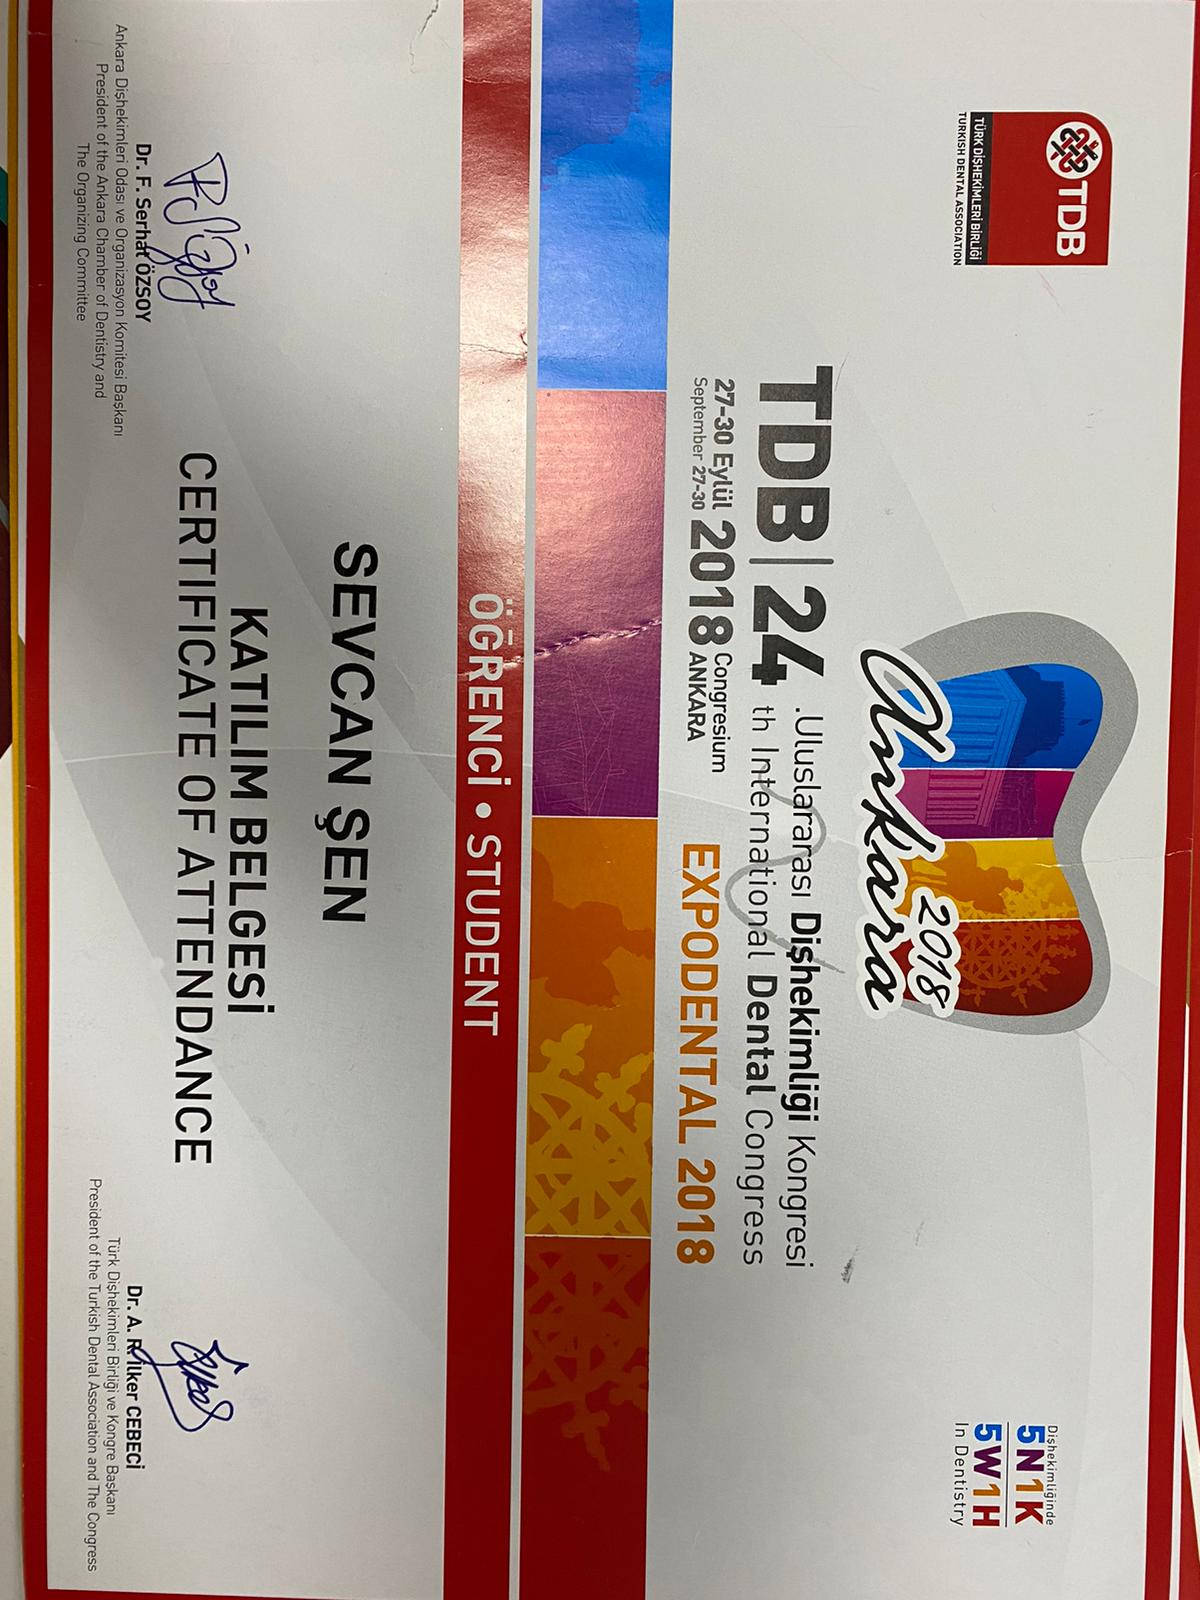 TDB
TÜRK DİŞHEKİMLERİ BİRLİĞİ
TURKISH DENTAL ASSOCIATION
Ankara
2018
Dişhekimliğinde
5N1K
5W1H
In Dentistry
TDB | 24 .Uluslararası Dişhekimliği Kongresi
th International Dental Congress
27-30 Eylül 2018 Congresium
September 27-30 ANKARA
EXPODENTAL 2018
ÖĞRENCİ • STUDENT
SEVCAN ŞEN
KATILIM BELGESİ
CERTIFICATE OF ATTENDANCE
Dr. F. Serhat ÖZSOY
Ankara Dişhekimleri Odası ve Organizasyon Komitesi Başkanı
President of the Ankara Chamber of Dentistry and
The Organizing Committee
Dr. A. R. İlker CEBECİ
Türk Dişhekimleri Birliği ve Kongre Başkanı
President of the Turkish Dental Association and The Congress